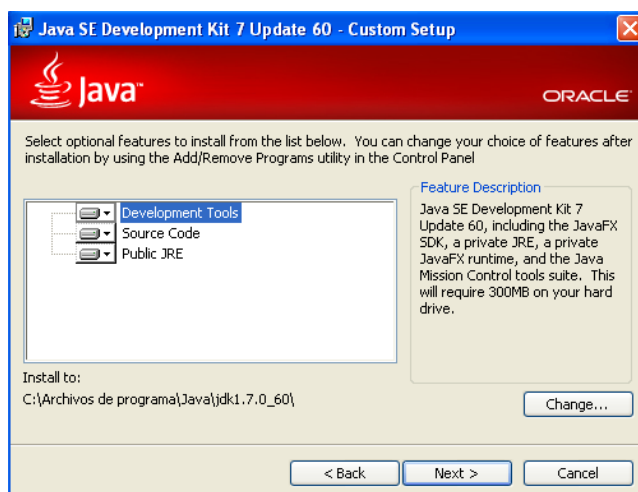 Java SE Development Kit 7 Update 60 - Custom Setup
Java™
ORACLE®
Select optional features to install from the list below. You can change your choice of features after
installation by using the Add/Remove Programs utility in the Control Panel
Development Tools
Source Code
Public JRE
Feature Description
Java SE Development Kit 7
Update 60, including the JavaFX
SDK, a private JRE, a private
JavaFX runtime, and the Java
Mission Control tools suite. This
will require 300MB on your hard
drive.
Install to:
C:\Archivos de programa\Java\jdk1.7.0_60\
Change...
< Back
Next >
Cancel